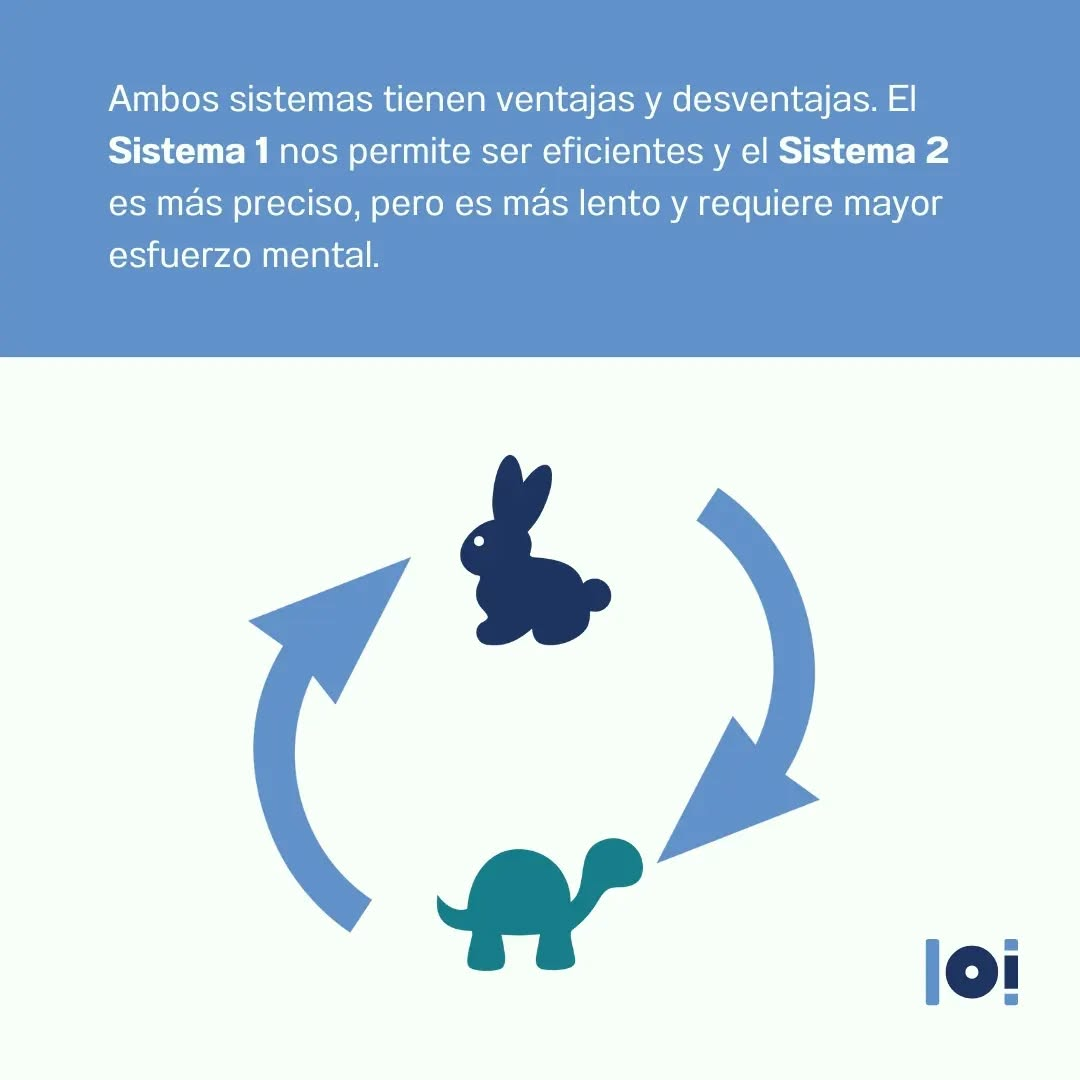 Ambos sistemas tienen ventajas y desventajas. El
Sistema 1 nos permite ser eficientes y el Sistema 2
es más preciso, pero es más lento y requiere mayor
esfuerzo mental.